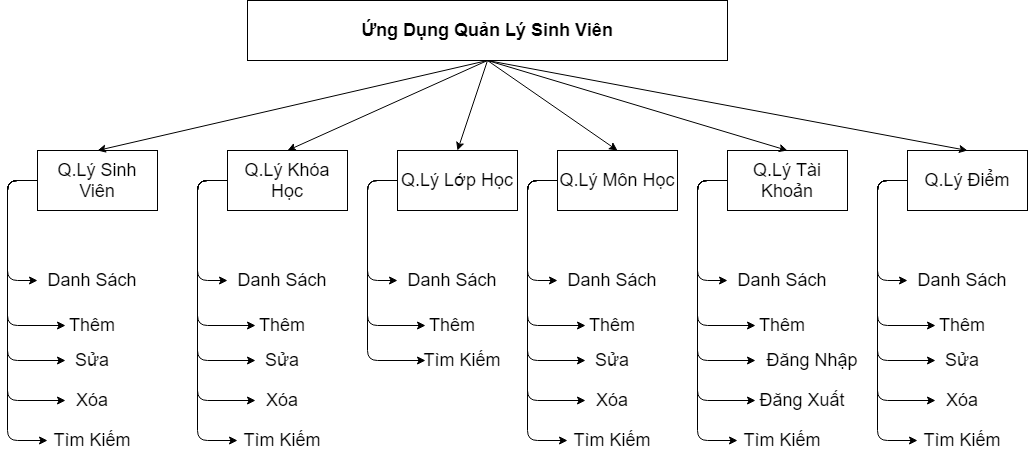 Ứng Dụng Quản Lý Sinh Viên
Q.Lý Sinh
Viên
Q.Lý Khóa
Học
Q.Lý Lớp Học
Q.Lý Môn Học
Q.Lý Tài
Khoản
Q.Lý Điểm
Danh Sách
Thêm
Sửa
Xóa
Tìm Kiếm
Danh Sách
Thêm
Sửa
Xóa
Tìm Kiếm
Danh Sách
Thêm
Tìm Kiếm
Danh Sách
Thêm
Sửa
Xóa
Tìm Kiếm
Danh Sách
Thêm
Đăng Nhập
Đăng Xuất
Tìm Kiếm
Danh Sách
Thêm
Sửa
Xóa
Tìm Kiếm